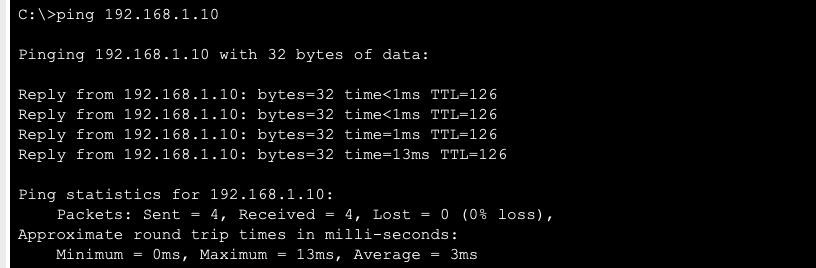 C:\>ping 192.168.1.10
Pinging 192.168.1.10 with 32 bytes of data:
Reply from 192.168.1.10: bytes=32 time<1ms TTL=126
Reply from 192.168.1.10: bytes=32 time<1ms TTL=126
Reply from 192.168.1.10: bytes=32 time=1ms TTL=126
Reply from 192.168.1.10: bytes=32 time=13ms TTL=126
Ping statistics for 192.168.1.10:
    Packets: Sent = 4, Received = 4, Lost = 0 (0% loss),
Approximate round trip times in milli-seconds:
    Minimum = 0ms, Maximum = 13ms, Average = 3ms